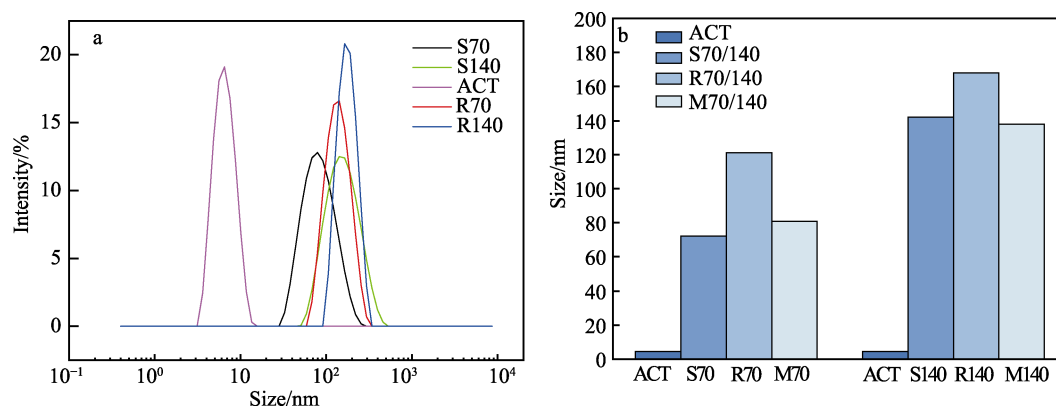 a
S70
S140
ACT
R70
R140
20
15
10
5
0
Intensity/%
10⁻¹ 10⁰ 10 10² 10³ 10⁴
Size/nm
b
ACT
S70/140
R70/140
M70/140
200
180
160
140
120
100
80
60
40
20
0
Size/nm
ACT S70 R70 M70 ACT S140 R140 M140